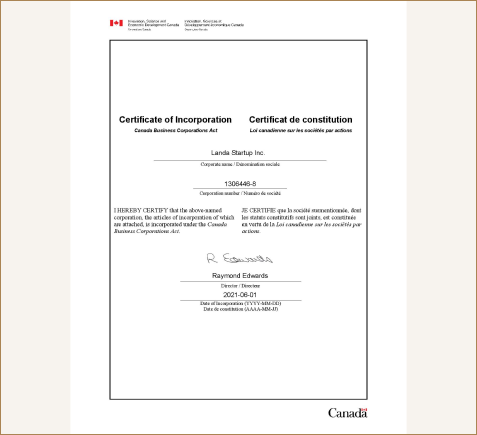 Innovation, Science and
Economic Development Canada
Innovation, Sciences et
Développement économique Canada
Certificate of Incorporation
Canada Business Corporations Act
Certificat de constitution
Loi canadienne sur les sociétés par actions
Landa Startup Inc.
Corporate name / Dénomination sociale
1306446-8
Corporation number / Numéro de société
I HEREBY CERTIFY that the above-named
corporation, the articles of incorporation of which
are attached, is incorporated under the Canada
Business Corporations Act.
JE CERTIFIE que la société susmentionnée, dont
les statuts constitutifs sont joints, est constituée
en vertu de la Loi canadienne sur les sociétés par
actions.
R Edwards
Raymond Edwards
Director / Directeur
2021-06-01
Date of Incorporation (YYYY-MM-DD)
Date de constitution (AAAA-MM-JJ)
Canada